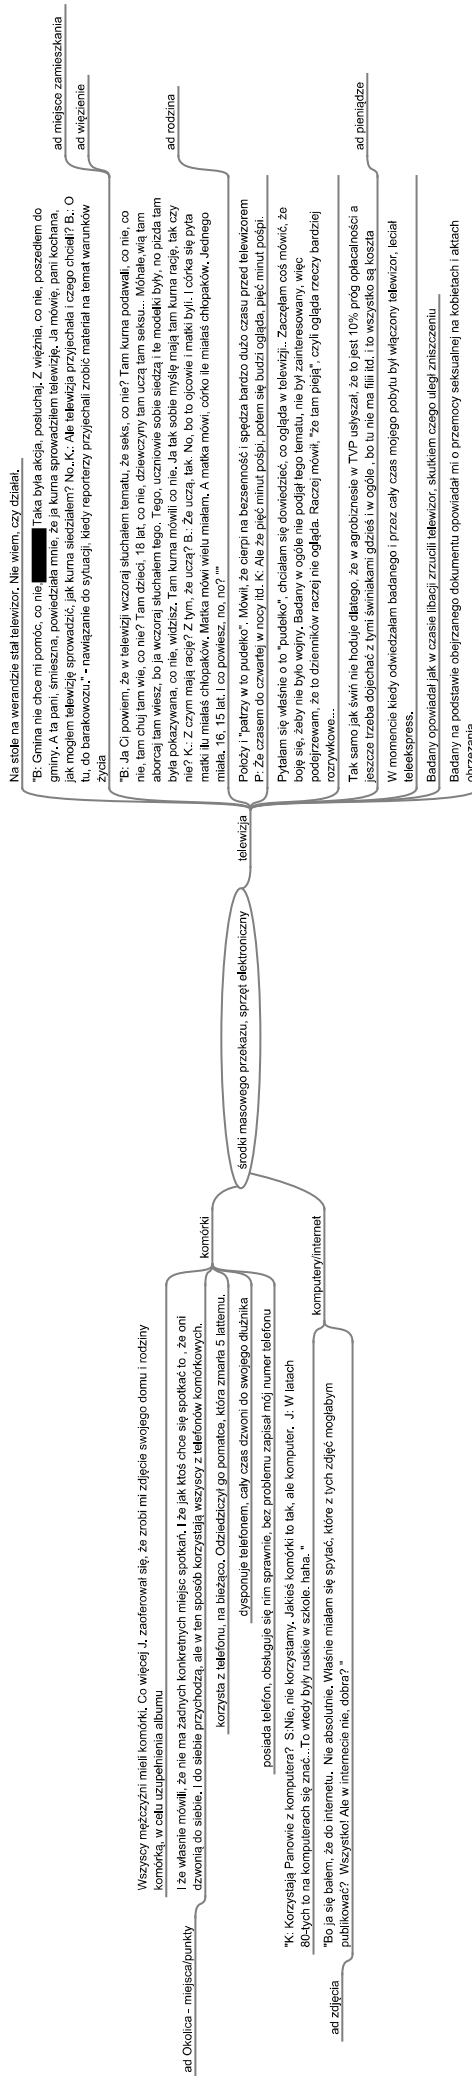 środki masowego przekazu, sprzęt elektroniczny
telewizja
Na stole na werandzie stał telewizor. Nie wiem, czy działał.
"B: Gmina nie chce mi pomóc, co nie, Taka była akcja, posłuchaj. Z więźnia, co nie, poszedłem do
gminy. A ta pani, śmieszna, powiedziała mnie, że ja kurna sprowadziłem telewizję. Ja mówię, pani kochana,
jak mogłem telewizję sprowadzić, jak kurna siedziałem? No. K.: Ale telewizja przyjechała i czego chcieli? B.: O
tu, do barakowozu." - nawiązanie do sytuacji, kiedy reporterzy przyjechali zrobić materiał na temat warunków
życia
ad miejsce zamieszkania
ad więzienie
"B: Ja Ci powiem, że w telewizji wczoraj słuchałem tematu, że seks, co nie? Tam kurna podawali, co nie, co
nie, tam chuj tam wie, co nie? Tam dzieci, 18 lat, co nie, dziewczyny tam uczą tam seksu... Móhałe,wią tam
aborcaj tam wiesz, bo ja wczoraj słuchałem tego. Tego, uczniowie sobie siedzą i te modelki były, no pizda tam
była pokazywana, co nie, widzisz. Tam kurna mówili co nie. Ja tak sobie myślę mają tam kurna rację, tak czy
nie? K.: Z czym mają rację? Z tym, że uczą? B.: Że uczą, tak. No, bo to ojcowie i matki byli. I córka się pyta
matki ilu miałaś chłopaków. Matka mówi wielu miałam. A matka mówi, córko ile miałaś chłopaków. Jednego
miała. 16, 15 lat. I co powiesz, no, no? ""
ad rodzina
Położy i "patrzy w to pudełko". Mówił, że cierpi na bezsenność i spędza bardzo dużo czasu przed telewizorem
P.: Że czasem do czwartej w nocy itd. K: Ale że pięć minut pośpi, potem się budzi ogląda, pięć minut pośpi.
Pytałam się właśnie o to "pudełko", chciałam się dowiedzieć, co ogląda w telewizji.. Zaczęłam coś mówić, że
boję się, żeby nie było wojny. Badany w ogóle nie podjął tego tematu, nie był zainteresowany, więc
podejrzewam, że to dzienników raczej nie ogląda. Raczej mówił, "że tam pieją", czyli ogląda rzeczy bardziej
rozrywkowe...
Tak samo jak świń nie hoduje dlatego, że w agrobiznesie w TVP usłyszał, że to jest 10% próg opłacalności a
jeszcze trzeba dojechać z tymi świniakami gdzieś i w ogóle , bo tu nie ma filii itd. i to wszystko są koszta
ad pieniądze
W momencie kiedy odwiedzałam badanego i przez cały czas mojego pobytu był włączony telewizor, leciał
teleekspress.
Badany opowiadał jak w czasie libacji zrzucili telewizor, skutkiem czego uległ zniszczeniu
Badany na podstawie obejrzanego dokumentu opowiadał mi o przemocy seksualnej na kobietach i aktach
obrzezania
komórki
Wszyscy mężczyźni mieli komórki. Co więcej J. zaoferował się, że zrobi mi zdjęcie swojego domu i rodziny
komórką, w celu uzupełnienia albumu
I że właśnie mówili, że nie ma żadnych konkretnych miejsc spotkań. I że jak ktoś chce się spotkać to , że oni
dzwonią do siebie. I do siebie przychodzą, ale w ten sposób korzystają wszyscy z telefonów komórkowych.
ad Okolica - miejsca/punkty
korzysta z telefonu, na bieżąco. Odziedziczył go pomatce, która zmarła 5 lattemu.
dysponuje telefonem, cały czas dzwoni do swojego dłużnika
posiada telefon, obsługuje się nim sprawnie, bez problemu zapisał mój numer telefonu
komputery/internet
"K: Korzystają Panowie z komputera? S:Nie, nie korzystamy. Jakieś komórki to tak, ale komputer. J: W latach
80-tych to na komputerach się znać...To wtedy były ruskie w szkole. haha. "
"Bo ja się bałem, że do internetu. Nie absolutnie. Właśnie miałam się spytać, które z tych zdjęć mogłabym
publikować? Wszystko! Ale w internecie nie, dobra? "
ad zdjęcia